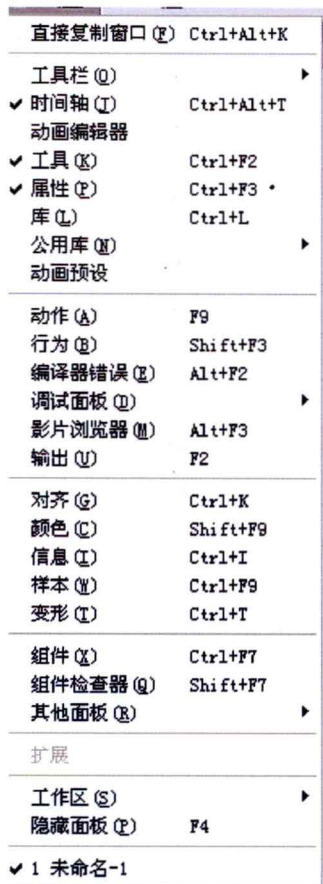 直接复制窗口(F) Ctrl+Alt+K
工具栏(O)
时间轴(I) Ctrl+Alt+T
动画编辑器
工具(K) Ctrl+F2
属性(P) Ctrl+F3
库(L) Ctrl+L
公用库(N)
动画预设
动作(A) F9
行为(B) Shift+F3
编译器错误(E) Alt+F2
调试面板(D)
影片浏览器(M) Alt+F3
输出(U) F2
对齐(G) Ctrl+K
颜色(C) Shift+F9
信息(I) Ctrl+I
样本(W) Ctrl+F9
变形(T) Ctrl+T
组件(X) Ctrl+F7
组件检查器(Q) Shift+F7
其他面板(R)
扩展
工作区(S)
隐藏面板(P) F4
1 未命名-1